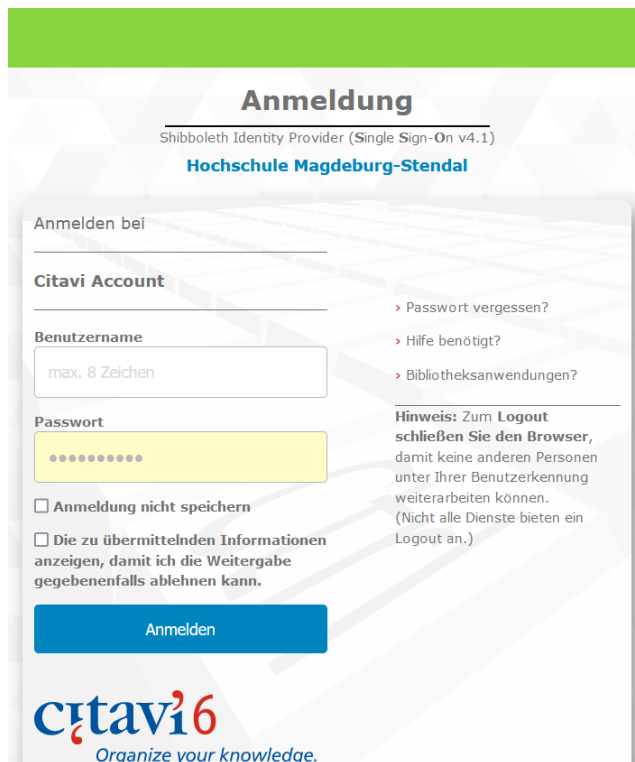 Anmeldung
Shibboleth Identity Provider (Single Sign-On v4.1)
Hochschule Magdeburg-Stendal
Anmelden bei
Citavi Account
Benutzername
max. 8 Zeichen
Passwort
●●●●●●●●●●
Anmeldung nicht speichern
Die zu übermittelnden Informationen
anzeigen, damit ich die Weitergabe
gegebenenfalls ablehnen kann.
Anmelden
citavi6
Organize your knowledge.
› Passwort vergessen?
› Hilfe benötigt?
› Bibliotheksanwendungen?
Hinweis: Zum Logout
schließen Sie den Browser,
damit keine anderen Personen
unter Ihrer Benutzerkennung
weiterarbeiten können.
(Nicht alle Dienste bieten ein
Logout an.)